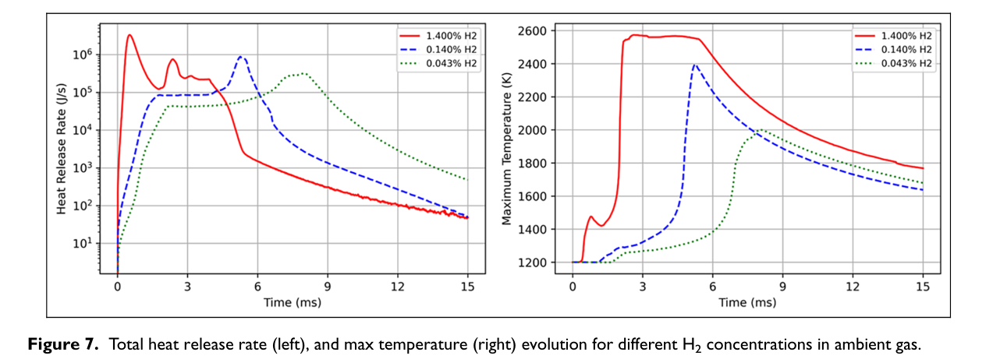 1.400% H2
0.140% H2
0.043% H2
10⁶
10⁵
10⁴
10³
10²
10¹
Heat Release Rate (J/s)
0 3 6 9 12 15
Time (ms)
1.400% H2
0.140% H2
0.043% H2
2600
2400
2200
2000
1800
1600
1400
1200
Maximum Temperature (K)
0 3 6 9 12 15
Time (ms)
Figure 7. Total heat release rate (left), and max temperature (right) evolution for different H₂ concentrations in ambient gas.